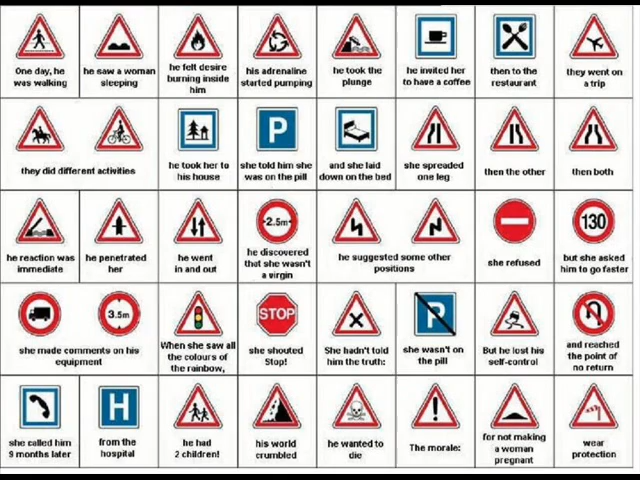 One day, he
was walking
he saw a woman
sleeping
he felt desire
burning inside
him
his adrenaline
started pumping
he took the
plunge
he invited her
to have a coffee
then to the
restaurant
they went on
a trip
they did different activities
he took her to
his house
P
she told him she
was on the pill
and she laid
down on the bed
she spreaded
one leg
then the other
then both
he reaction was
immediate
he penetrated
her
he went
in and out
2.5m
he discovered
that she wasn't
a virgin
he suggested some other
positions
she refused
130
but she asked
him to go faster
3.5m
she made comments on his
equipment
When she saw all
the colours of
the rainbow,
STOP
she shouted
Stop!
She hadn't told
him the truth:
P
she wasn't on
the pill
But he lost his
self-control
and reached
the point of
no return
she called him
9 months later
H
from the
hospital
he had
2 children!
his world
crumbled
he wanted to
die
!
The morale:
for not making
a woman
pregnant
wear
protection